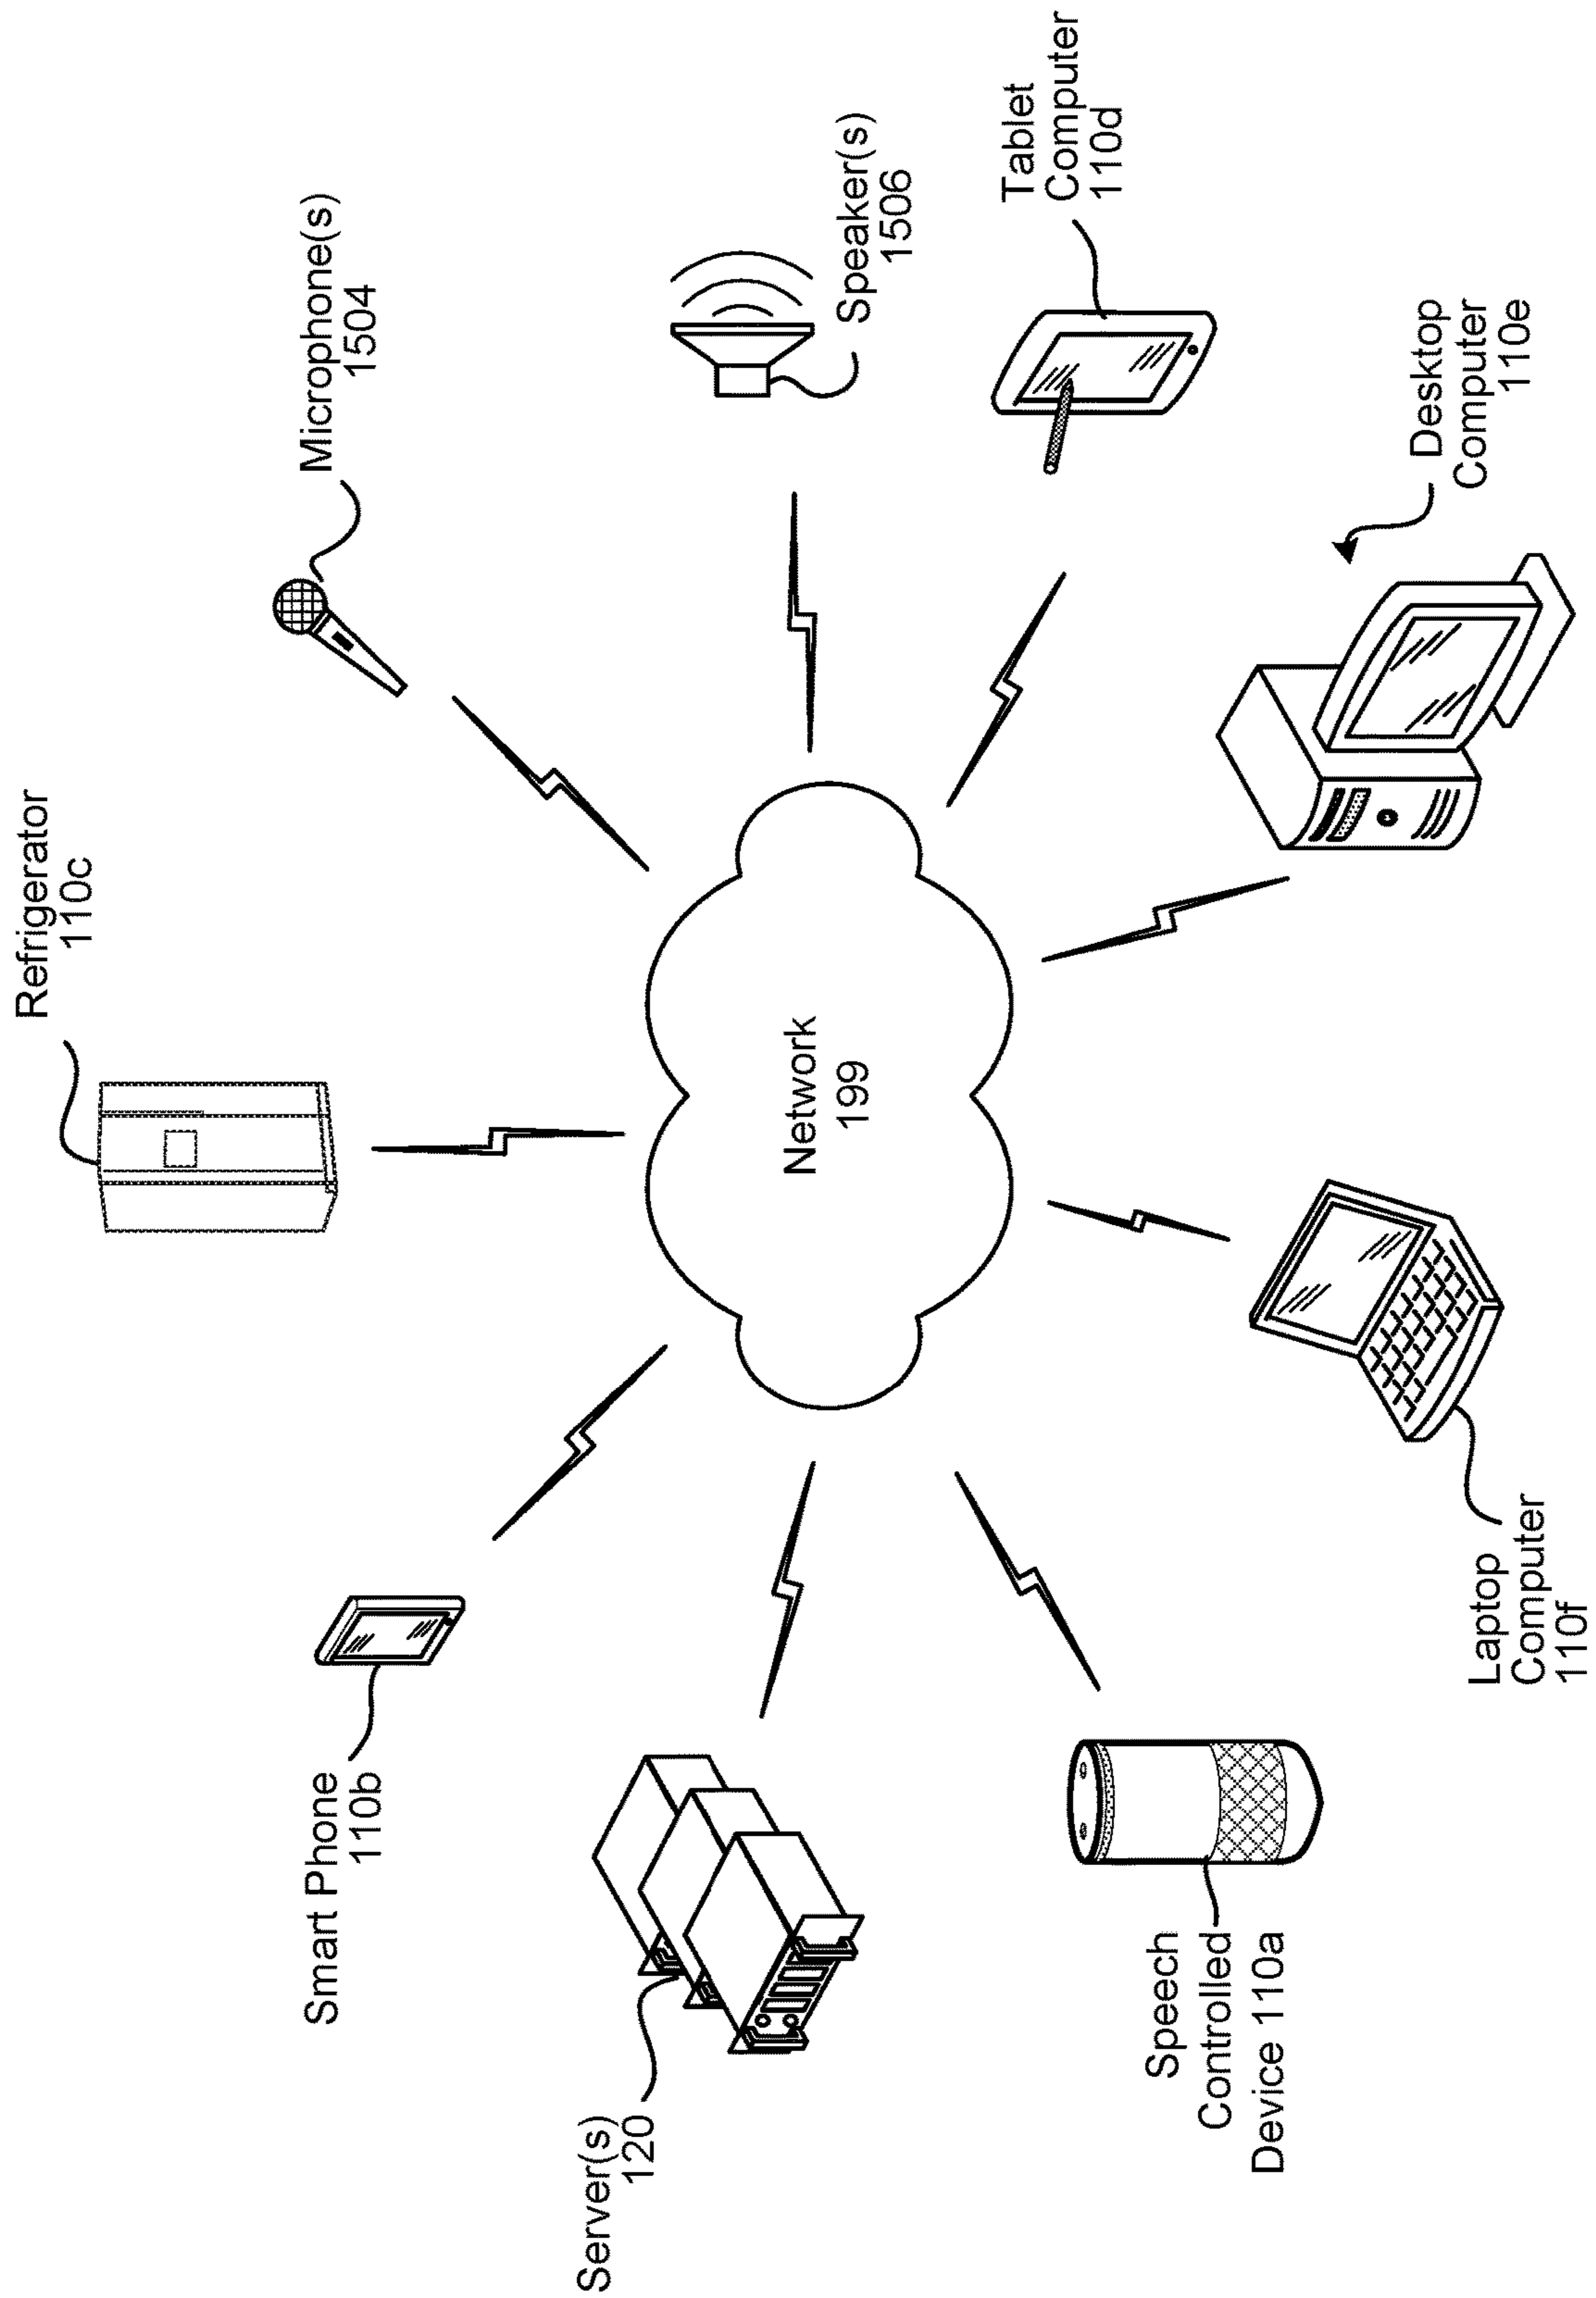 Refrigerator
110c
Smart Phone
110b
Microphone(s)
1504
Server(s)
120
Network
199
Speaker(s)
1506
Speech
Controlled
Device 110a
Tablet
Computer
110d
Laptop
Computer
110f
Desktop
Computer
110e